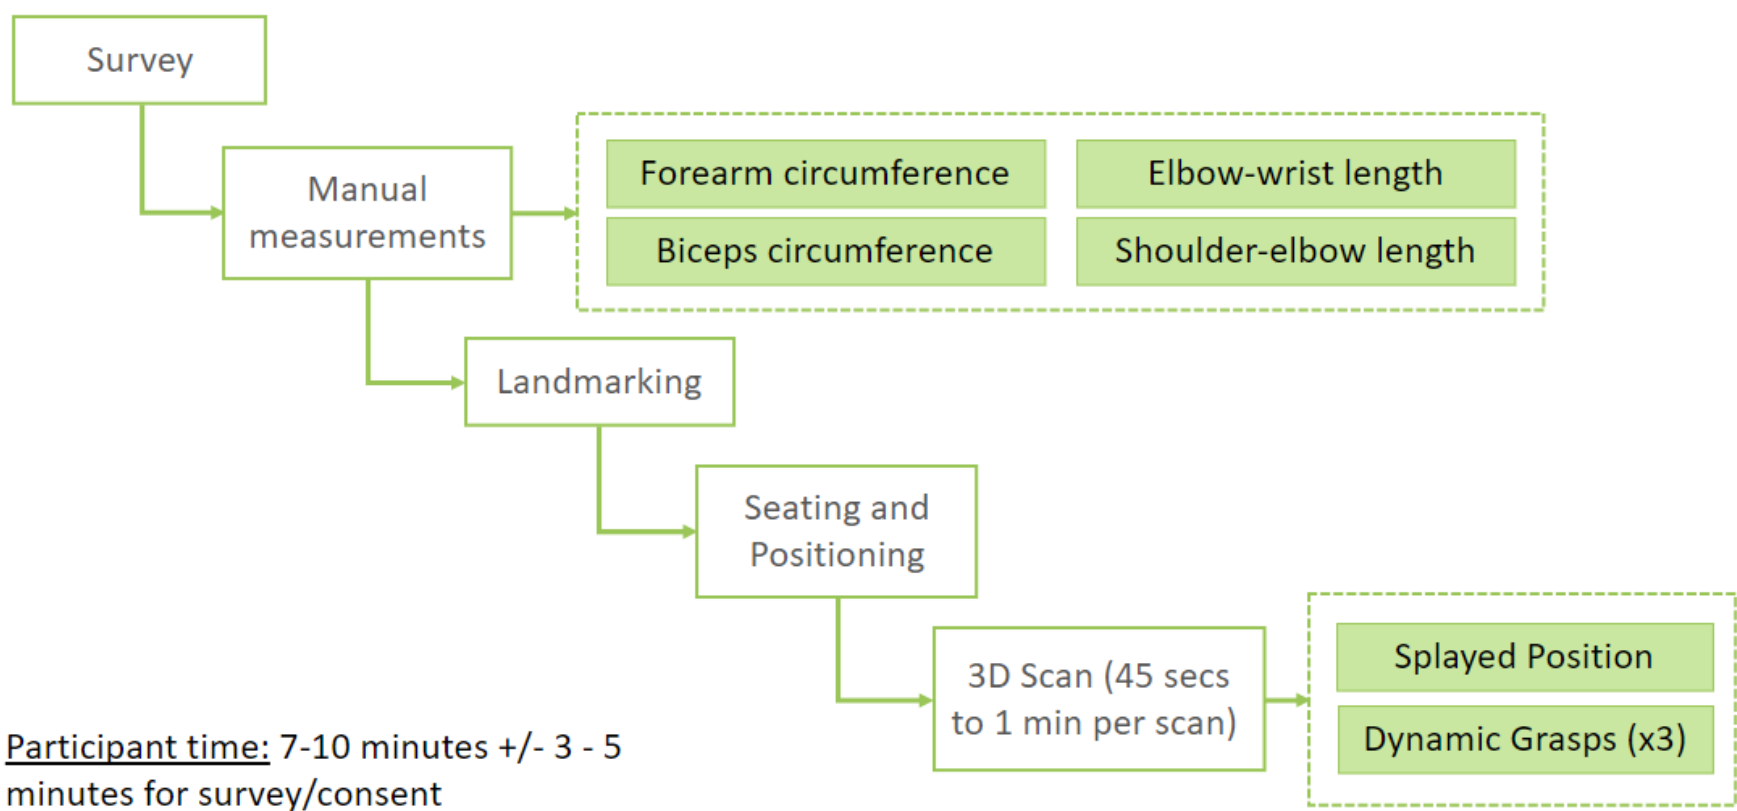 Survey
Manual
measurements
Forearm circumference
Elbow-wrist length
Biceps circumference
Shoulder-elbow length
Landmarking
Seating and
Positioning
3D Scan (45 secs
to 1 min per scan)
Splayed Position
Dynamic Grasps (x3)
Participant time: 7-10 minutes +/- 3 - 5
minutes for survey/consent